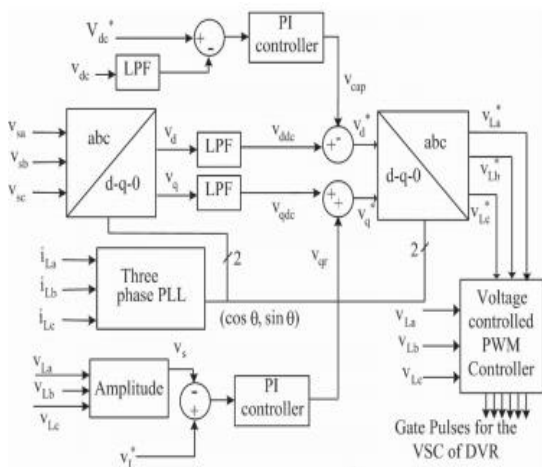 V_dc^*
PI
controller
v_dc
LPF
v_cap
v_sa
v_sb
v_sc
abc
d-q-0
v_d
LPF
v_ddc
v_d^*
v_q
LPF
v_qdc
v_q^*
abc
d-q-0
v_La^*
v_Lb^*
v_Lc^*
i_La
i_Lb
i_Lc
Three
phase PLL
2
(cos θ, sin θ)
v_qr
2
v_La
v_Lb
v_Lc
Voltage
controlled
PWM
Controller
v_La
v_Lb
v_Lc
Amplitude
v_s
PI
controller
v_L^*
Gate Pulses for the
VSC of DVR